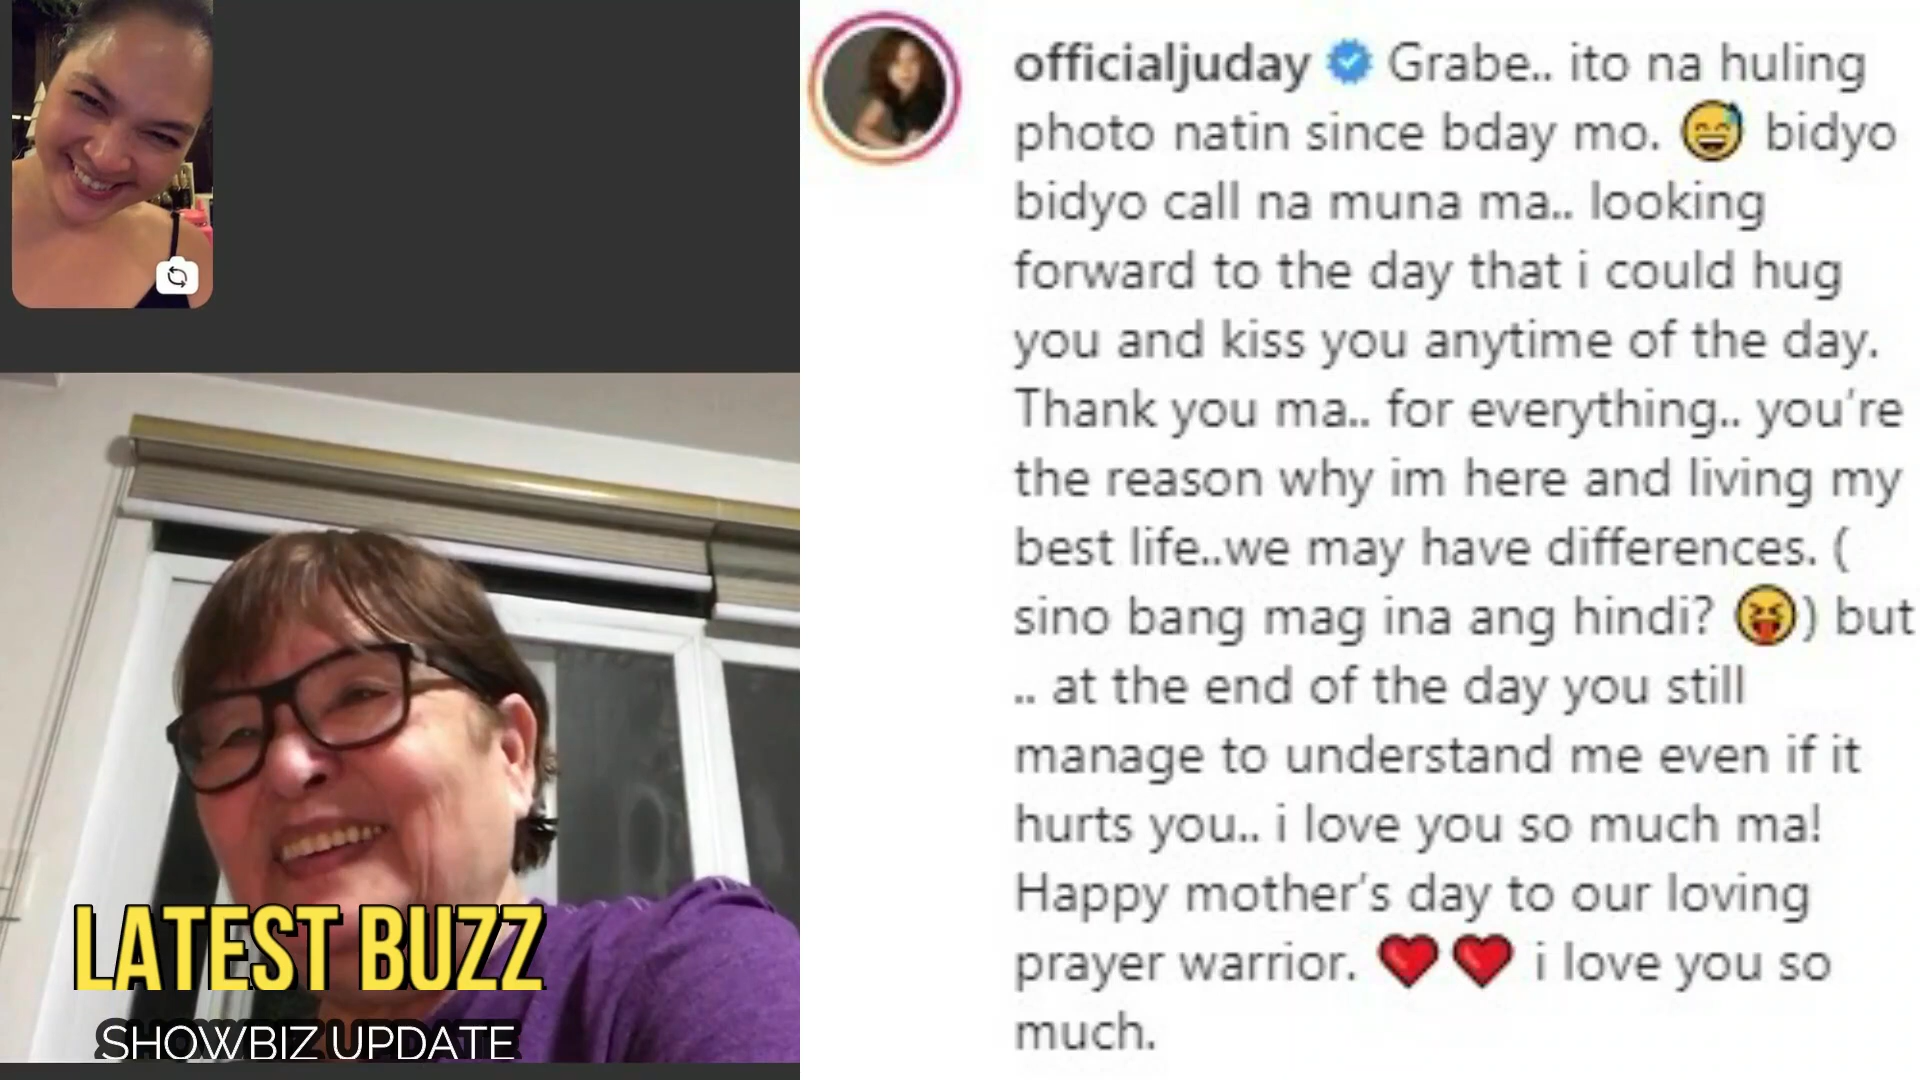 officialjuday Grabe.. ito na huling
photo natin since bday mo. 😅 bidyo
bidyo call na muna ma.. looking
forward to the day that i could hug
you and kiss you anytime of the day.
Thank you ma.. for everything.. you're
the reason why im here and living my
best life..we may have differences. (
sino bang mag ina ang hindi? 😝) but
.. at the end of the day you still
manage to understand me even if it
hurts you.. i love you so much ma!
Happy mother's day to our loving
prayer warrior. ❤️❤️ i love you so
much.
LATEST BUZZ
SHOWBIZ UPDATE